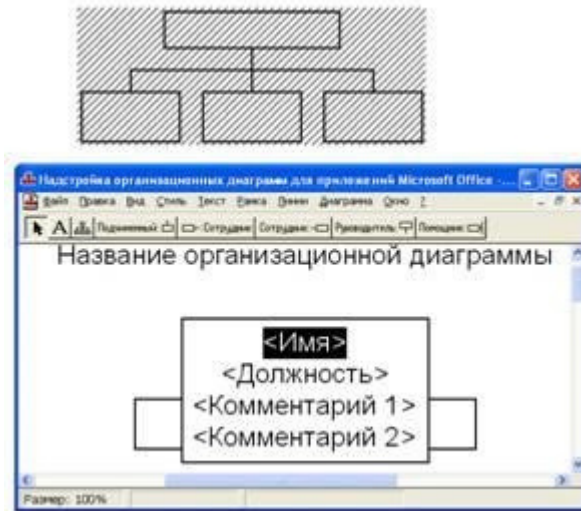 Надстройка организационных диаграмм для приложений Microsoft Office - ...
Файл Правка Вид Стиль Текст Рамка Линии Диаграмма Окно ?
A Подчиненный Сотрудник Сотрудник Руководитель Помощник
Название организационной диаграммы
<Имя>
<Должность>
<Комментарий 1>
<Комментарий 2>
Размер: 100%